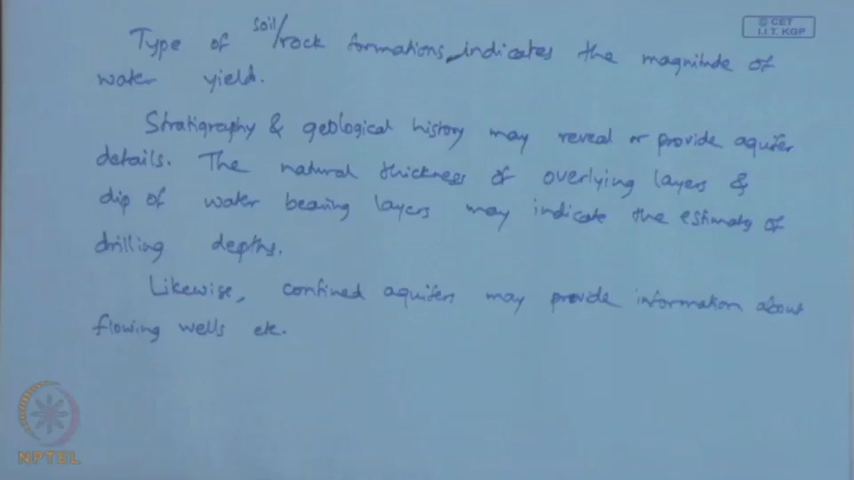 © CET
I.I.T. KGP
Type of soil/rock formations, indicates the magnitude of
water yield.
Stratigraphy & geological history may reveal or provide aquifer
details. The natural thickness of overlying layers &
dip of water bearing layers may indicate the estimate of
drilling depths.
Likewise, confined aquifers may provide information about
flowing wells etc.
NPTEL